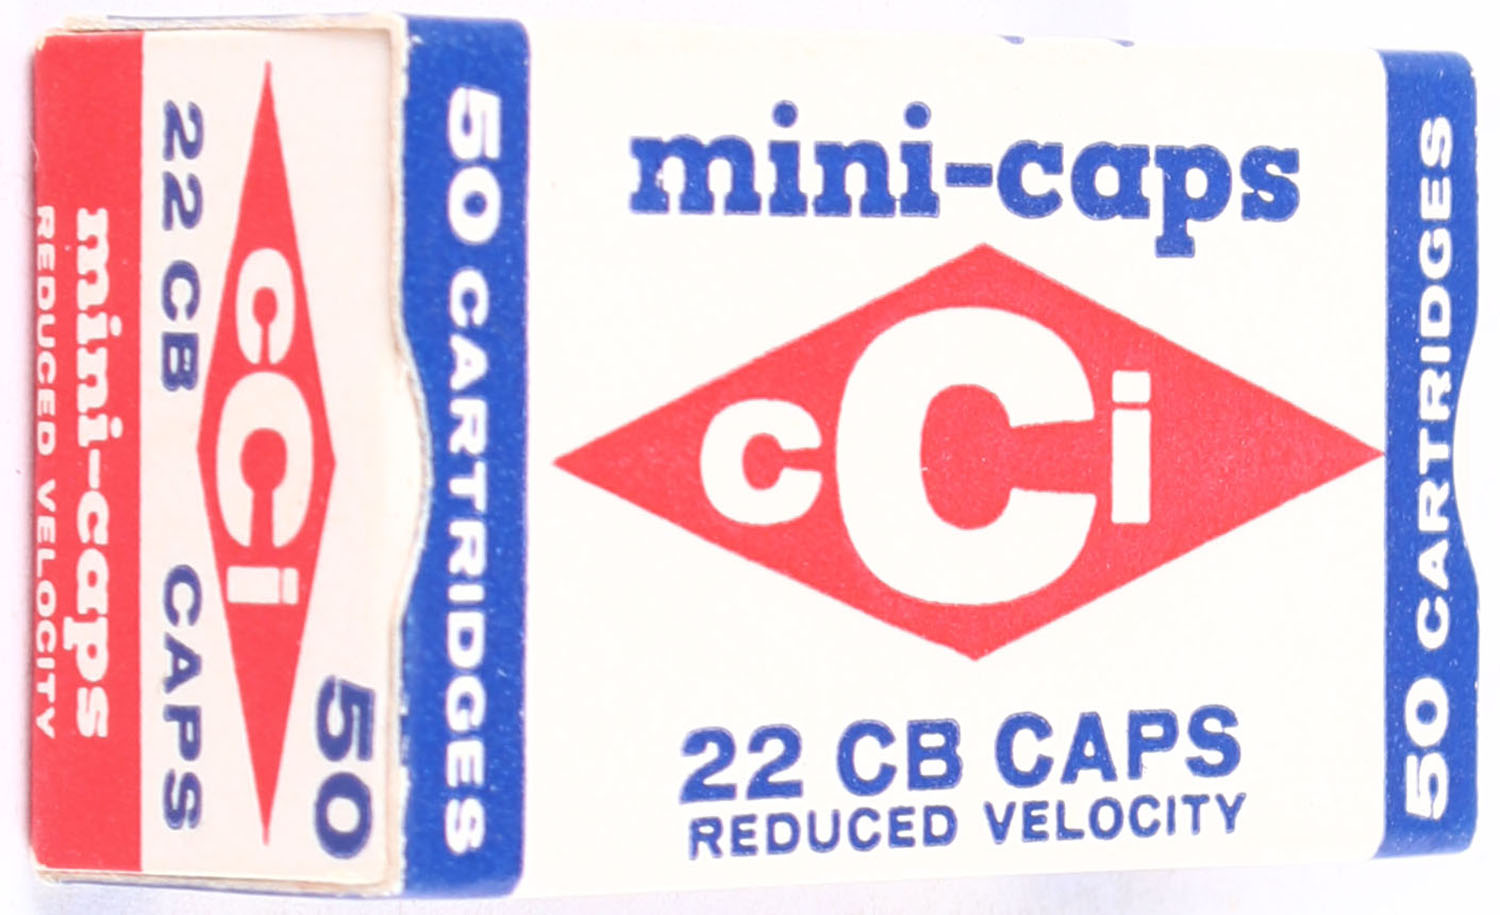 mini-caps
REDUCED VELOCITY
22 CB CAPS
cCi
50
50 CARTRIDGES
mini-caps
cCi
22 CB CAPS
REDUCED VELOCITY
50 CARTRIDGES